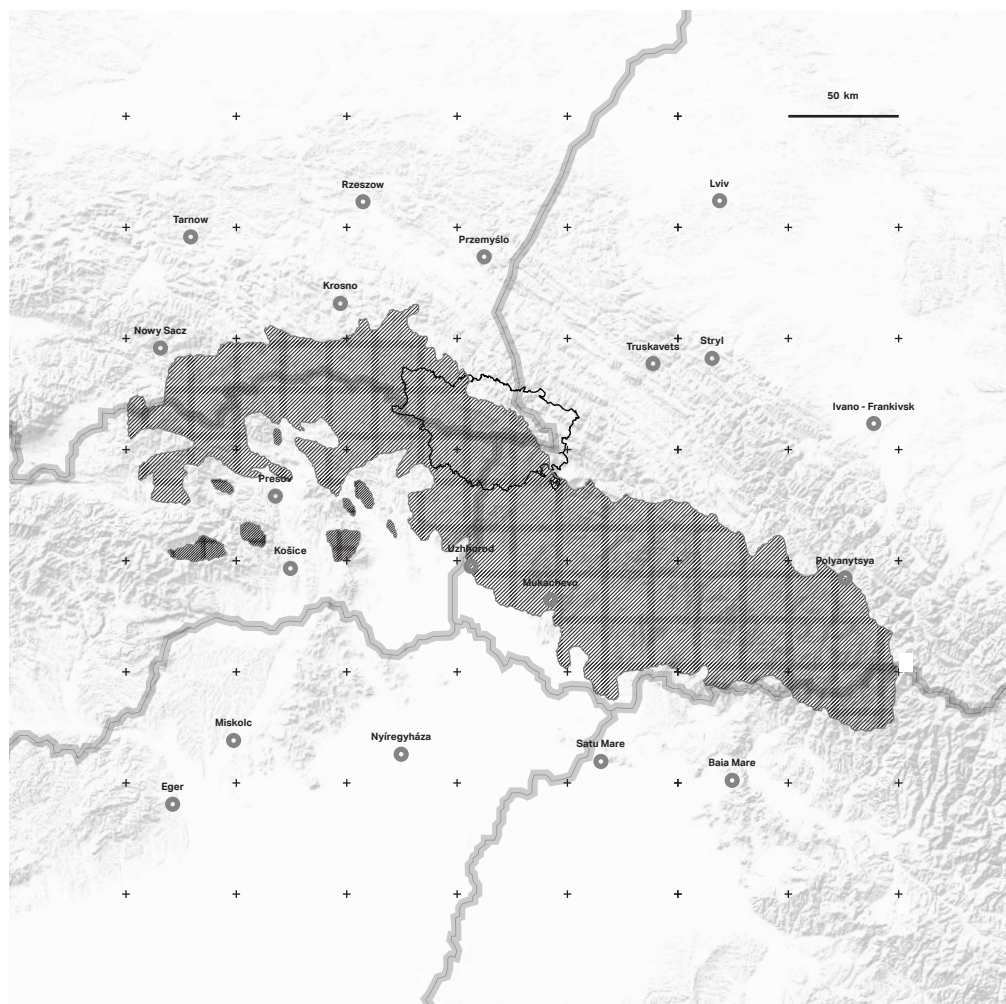 50 km
Lviv
Rzeszow
Tarnow
Przemyślo
Krosno
Nowy Sacz
Truskavets
Stryl
Ivano - Frankivsk
Presov
Košice
Uzhhorod
Polyanytsya
Mukachevo
Miskolc
Nyíregyháza
Satu Mare
Baia Mare
Eger